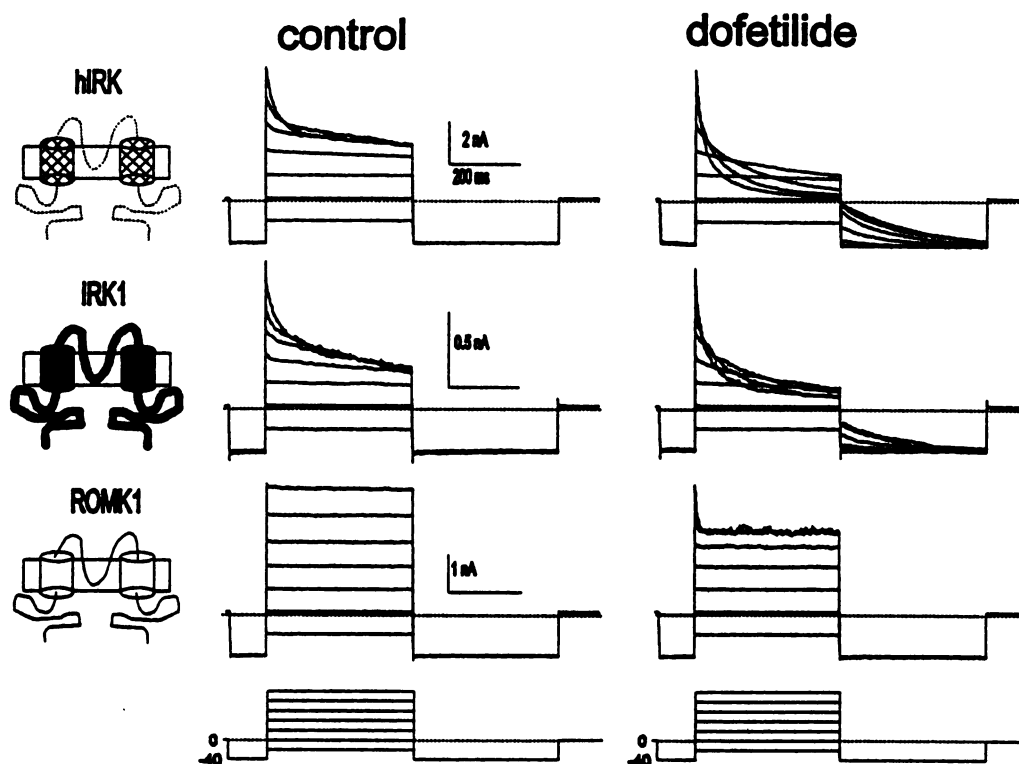 control dofetilide
hIRK
2 nA
200 ms
IRK1
0.5 nA
ROMK1
1 nA
0 0
-40 -40